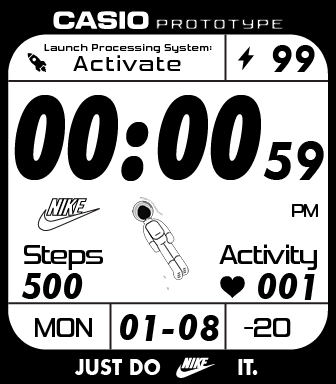 CASIO PROTOTYPE
Launch Processing System:
Activate
99
00:00 59
NIKE
PM
Steps
500
Activity
001
MON 01-08 -20
JUST DO NIKE IT.